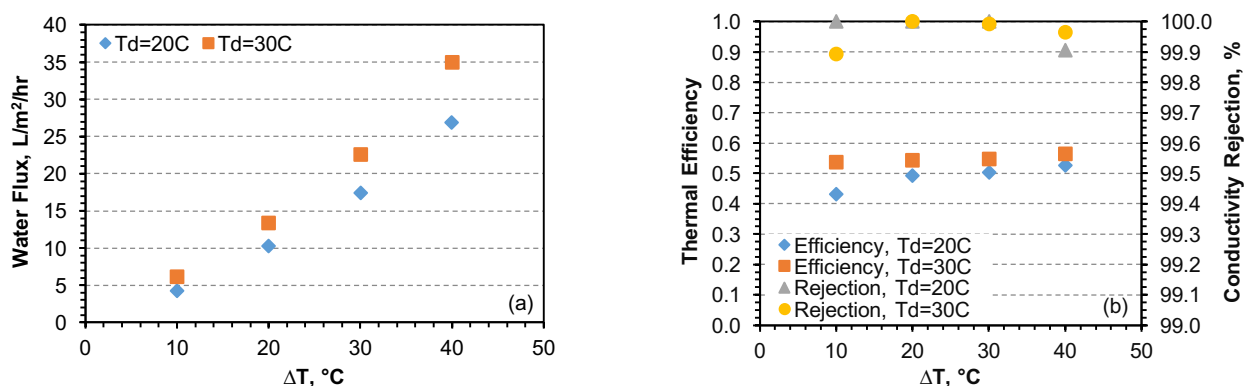 40
35
30
25
20
15
10
5
0
Water Flux, L/m²/hr
Td=20C Td=30C
(a)
0 10 20 30 40 50
ΔT, °C
1.0
0.9
0.8
0.7
0.6
0.5
0.4
0.3
0.2
0.1
0.0
Thermal Efficiency
Efficiency, Td=20C
Efficiency, Td=30C
Rejection, Td=20C
Rejection, Td=30C
(b)
100.0
99.9
99.8
99.7
99.6
99.5
99.4
99.3
99.2
99.1
99.0
Conductivity Rejection, %
0 10 20 30 40 50
ΔT, °C